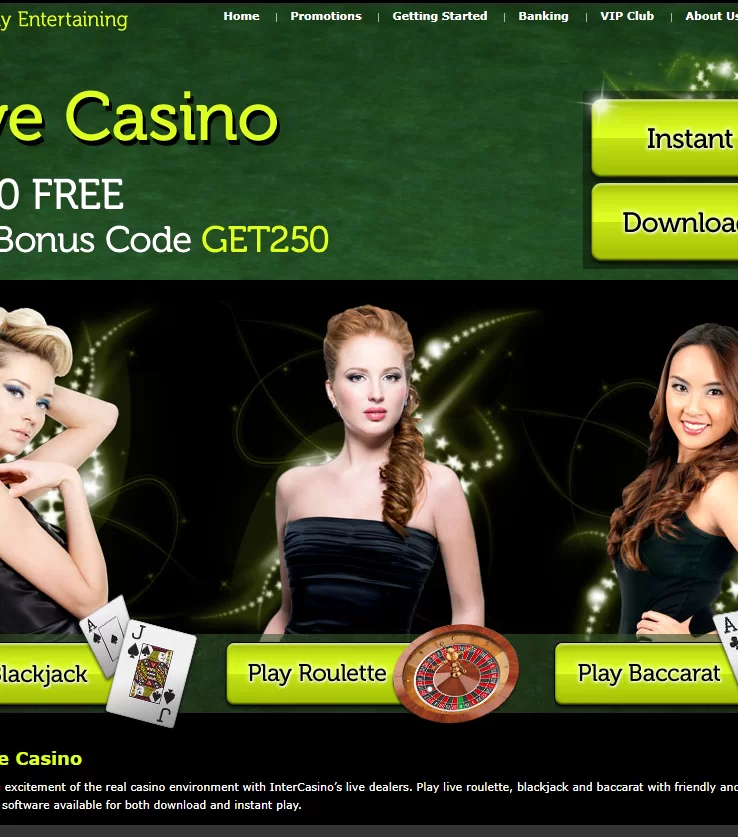 y Entertaining
Home | Promotions | Getting Started | Banking | VIP Club | About Us
ve Casino
0 FREE
Bonus Code GET250
Instant
Download
A
J
J
A
Blackjack
Play Roulette
Play Baccarat
e Casino
excitement of the real casino environment with InterCasino’s live dealers. Play live roulette, blackjack and baccarat with friendly and
software available for both download and instant play.